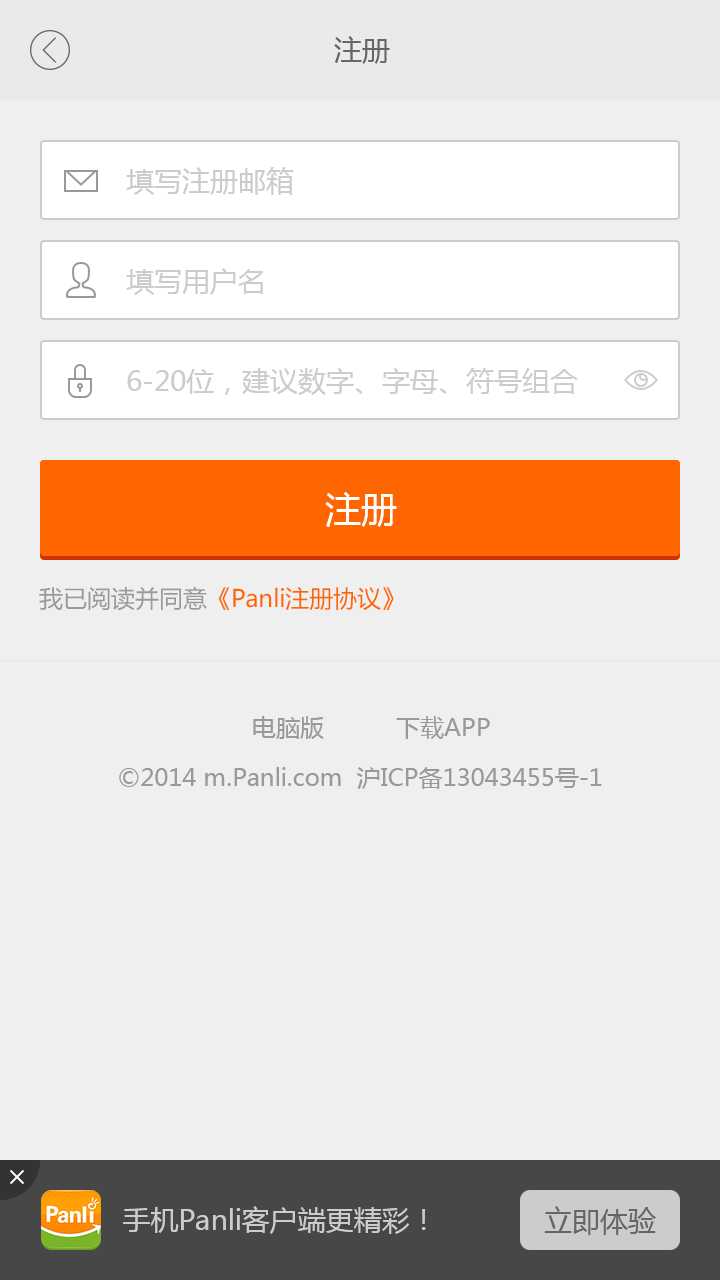 注册
填写注册邮箱
填写用户名
6-20位，建议数字、字母、符号组合
注册
我已阅读并同意《Panli注册协议》
电脑版 下载APP
©2014 m.Panli.com 沪ICP备13043455号-1
Panli 手机Panli客户端更精彩！ 立即体验